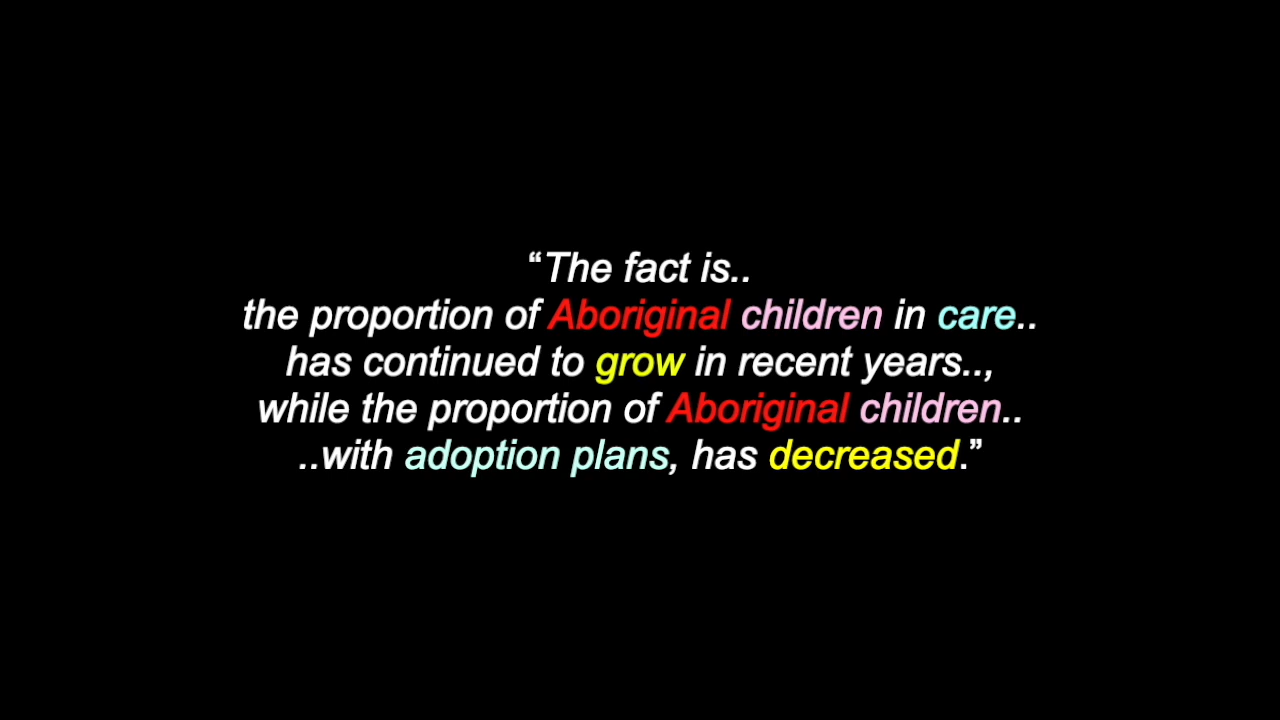 “The fact is..
the proportion of Aboriginal children in care..
has continued to grow in recent years..,
while the proportion of Aboriginal children..
..with adoption plans, has decreased.”